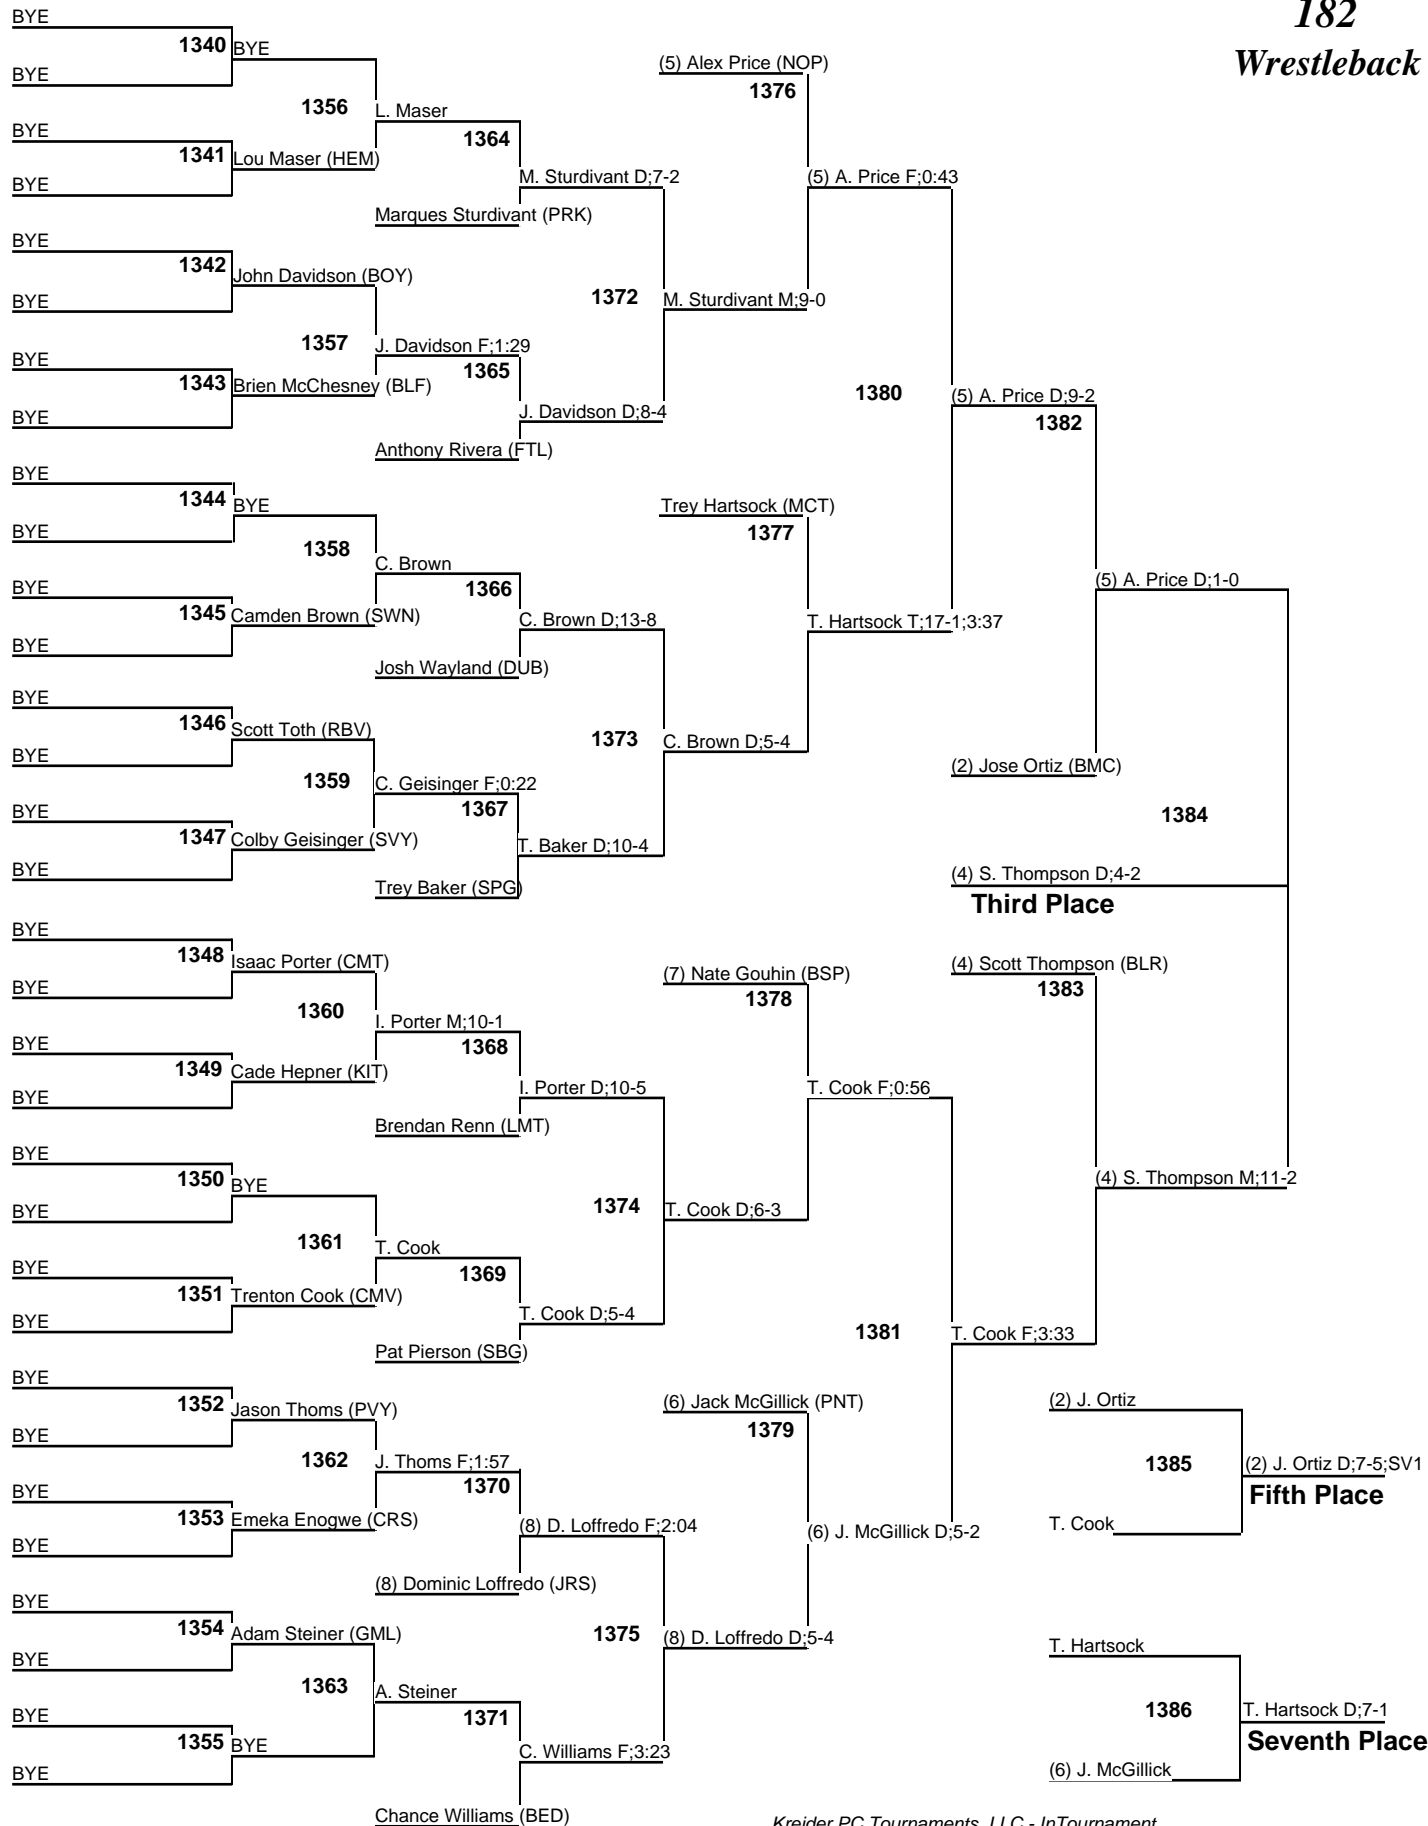 182
Wrestleback
BYE
1340
BYE
BYE
1356
L. Maser
1364
BYE
1341
Lou Maser (HEM)
BYE
M. Sturdivant D;7-2
Marques Sturdivant (PRK)
(5) Alex Price (NOP)
1376
(5) A. Price F;0:43
BYE
1342
John Davidson (BOY)
BYE
1372
M. Sturdivant M;9-0
1357
J. Davidson F;1:29
1365
BYE
1343
Brien McChesney (BLF)
BYE
J. Davidson D;8-4
Anthony Rivera (FTL)
1380
(5) A. Price D;9-2
1382
BYE
1344
BYE
BYE
1358
C. Brown
1366
BYE
1345
Camden Brown (SWN)
BYE
C. Brown D;13-8
Josh Wayland (DUB)
Trey Hartsock (MCT)
1377
T. Hartsock T;17-1;3:37
(5) A. Price D;1-0
BYE
1346
Scott Toth (RBV)
BYE
1373
C. Brown D;5-4
1359
C. Geisinger F;0:22
1367
BYE
1347
Colby Geisinger (SVY)
BYE
T. Baker D;10-4
Trey Baker (SPG)
(2) Jose Ortiz (BMC)
1384
(4) S. Thompson D;4-2
Third Place
BYE
1348
Isaac Porter (CMT)
BYE
1360
I. Porter M;10-1
1368
BYE
1349
Cade Hepner (KIT)
BYE
I. Porter D;10-5
Brendan Renn (LMT)
(7) Nate Gouhin (BSP)
1378
T. Cook F;0:56
(4) Scott Thompson (BLR)
1383
BYE
1350
BYE
BYE
1374
T. Cook D;6-3
(4) S. Thompson M;11-2
1361
T. Cook
1369
BYE
1351
Trenton Cook (CMV)
BYE
T. Cook D;5-4
Pat Pierson (SBG)
1381
T. Cook F;3:33
BYE
1352
Jason Thoms (PVY)
BYE
1362
J. Thoms F;1:57
1370
BYE
1353
Emeka Enogwe (CRS)
BYE
(8) D. Loffredo F;2:04
(8) Dominic Loffredo (JRS)
(6) Jack McGillick (PNT)
1379
(6) J. McGillick D;5-2
(2) J. Ortiz
1385
(2) J. Ortiz D;7-5;SV1
Fifth Place
T. Cook
BYE
1354
Adam Steiner (GML)
BYE
1375
(8) D. Loffredo D;5-4
1363
A. Steiner
1371
BYE
1355
BYE
BYE
C. Williams F;3:23
Chance Williams (BED)
T. Hartsock
1386
T. Hartsock D;7-1
Seventh Place
(6) J. McGillick
Kreider PC Tournaments, LLC - InTournament